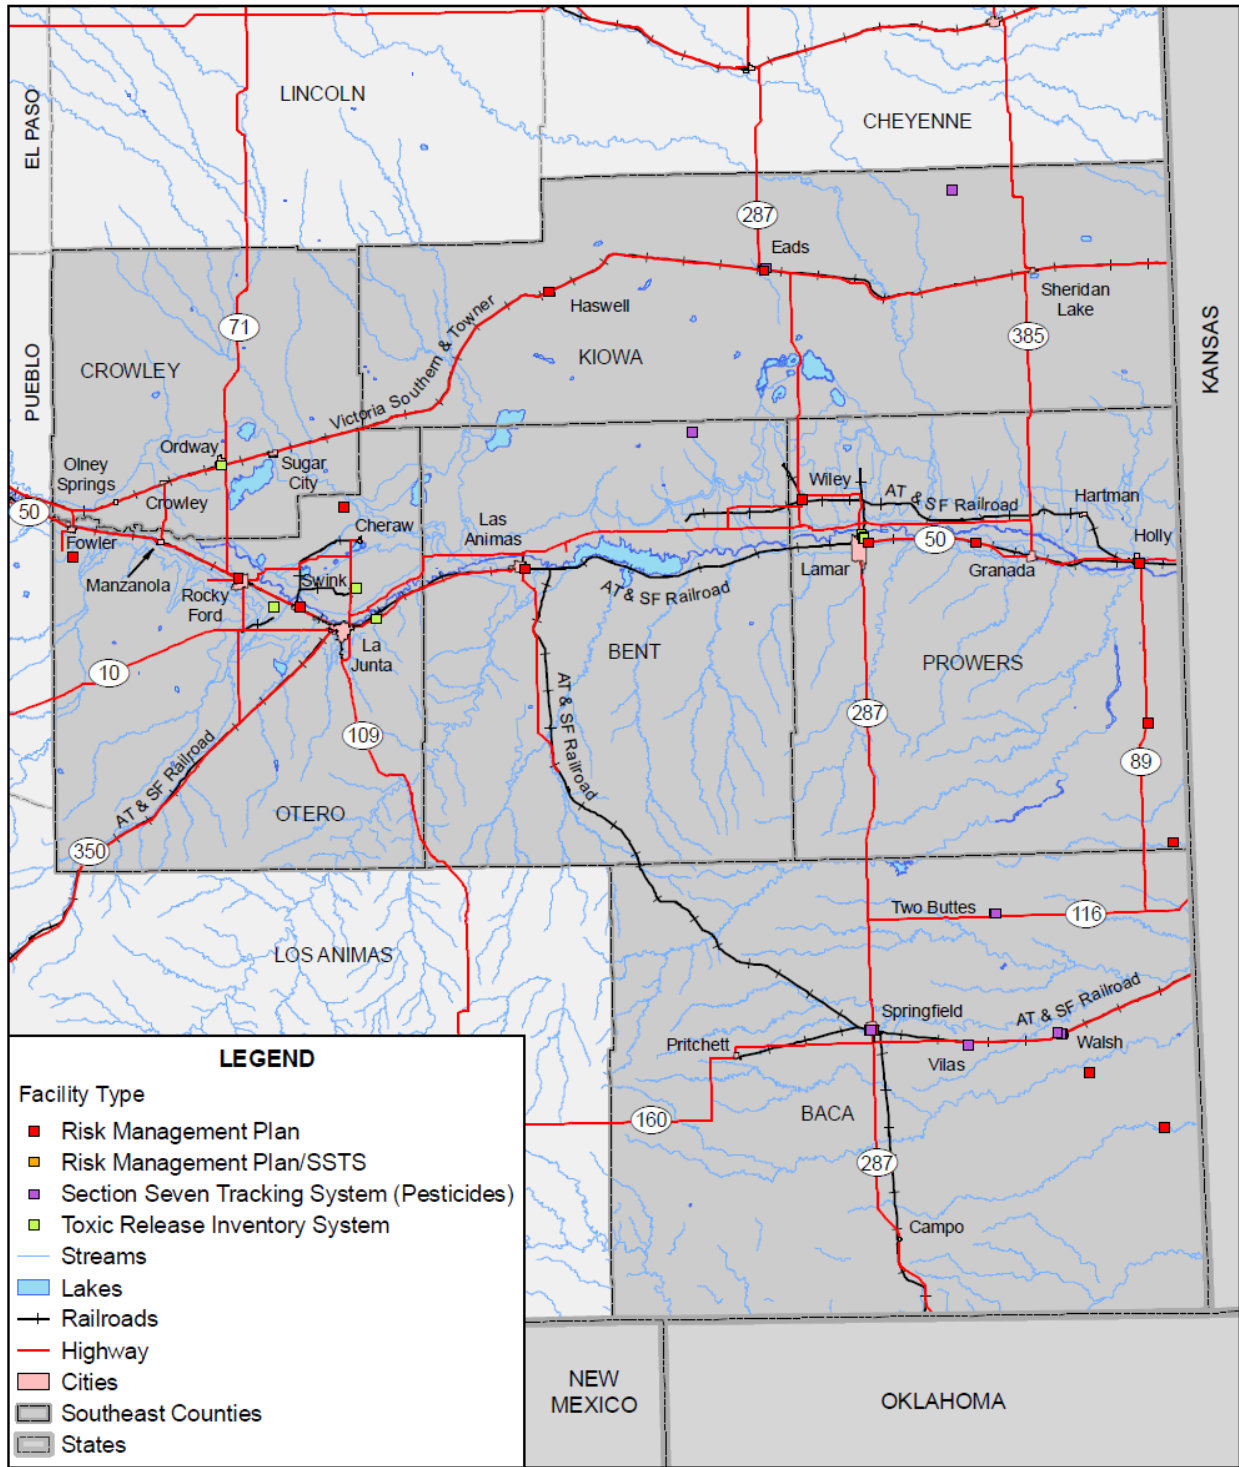 LINCOLN
EL PASO
CHEYENNE
287
Eads
Haswell
Sheridan
Lake
KANSAS
71
385
PUEBLO
CROWLEY
KIOWA
Victoria Southern & Towner
Ordway
Sugar
City
Olney
Springs
Crowley
50
Fowler
Manzanola
Cheraw
Las
Animas
Wiley
AT & SF Railroad
Hartman
Holly
Lamar
50
Granada
Rocky
Ford
Swink
La
Junta
AT & SF Railroad
BENT
PROWERS
10
109
AT & SF Railroad
AT & SF Railroad
287
89
OTERO
350
Two Buttes
116
LOS ANIMAS
Springfield
AT & SF Railroad
Pritchett
Vilas
Walsh
BACA
160
287
Campo
NEW
MEXICO
OKLAHOMA
LEGEND
Facility Type
Risk Management Plan
Risk Management Plan/SSTS
Section Seven Tracking System (Pesticides)
Toxic Release Inventory System
Streams
Lakes
Railroads
Highway
Cities
Southeast Counties
States